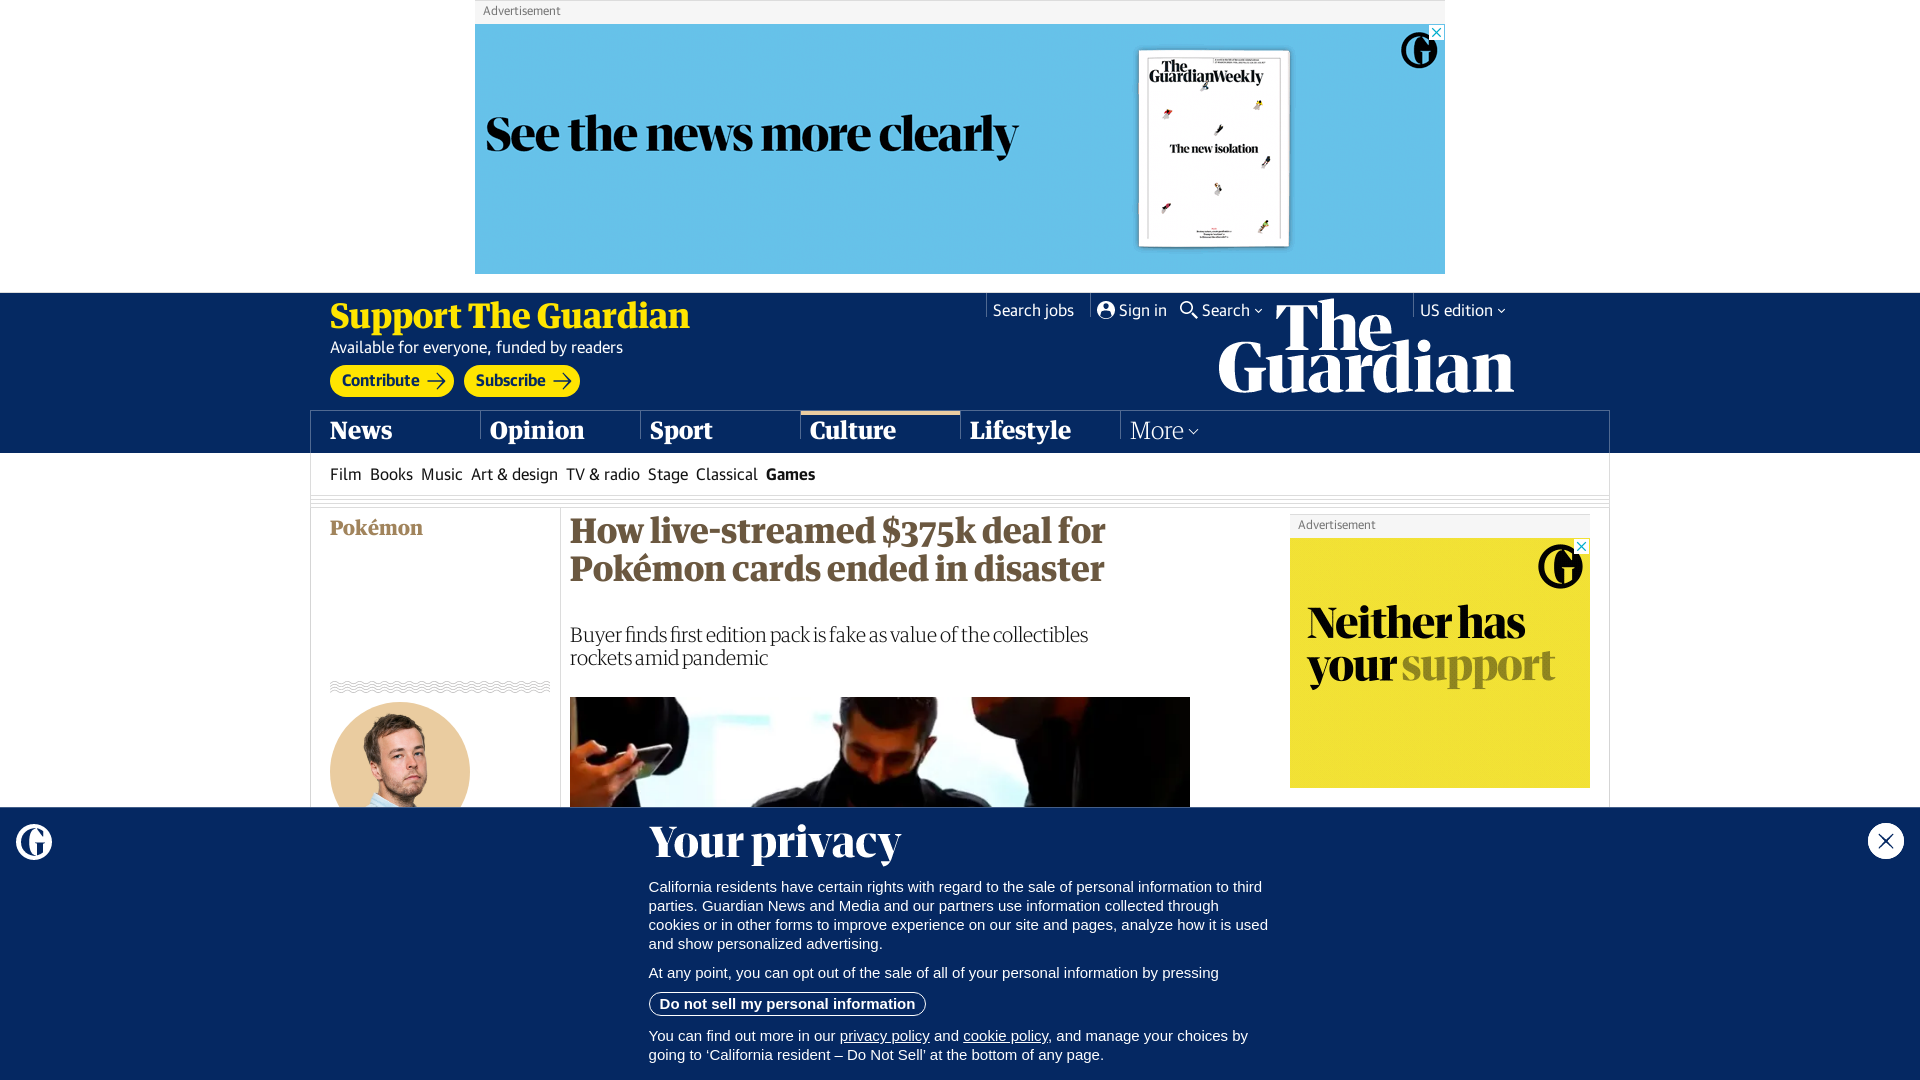 Advertisement
See the news more clearly
The
GuardianWeekly
The new isolation
Support The Guardian
Available for everyone, funded by readers
Contribute
Subscribe
Search jobs
Sign in
Search
US edition
The
Guardian
News
Opinion
Sport
Culture
Lifestyle
More
Film Books Music Art & design TV & radio Stage Classical Games
Pokémon
How live-streamed $375k deal for
Pokémon cards ended in disaster
Buyer finds first edition pack is fake as value of the collectibles
rockets amid pandemic
Advertisement
Neither has
your support
Your privacy
California residents have certain rights with regard to the sale of personal information to third
parties. Guardian News and Media and our partners use information collected through
cookies or in other forms to improve experience on our site and pages, analyze how it is used
and show personalized advertising.
At any point, you can opt out of the sale of all of your personal information by pressing
Do not sell my personal information
You can find out more in our privacy policy and cookie policy, and manage your choices by
going to ‘California resident – Do Not Sell’ at the bottom of any page.